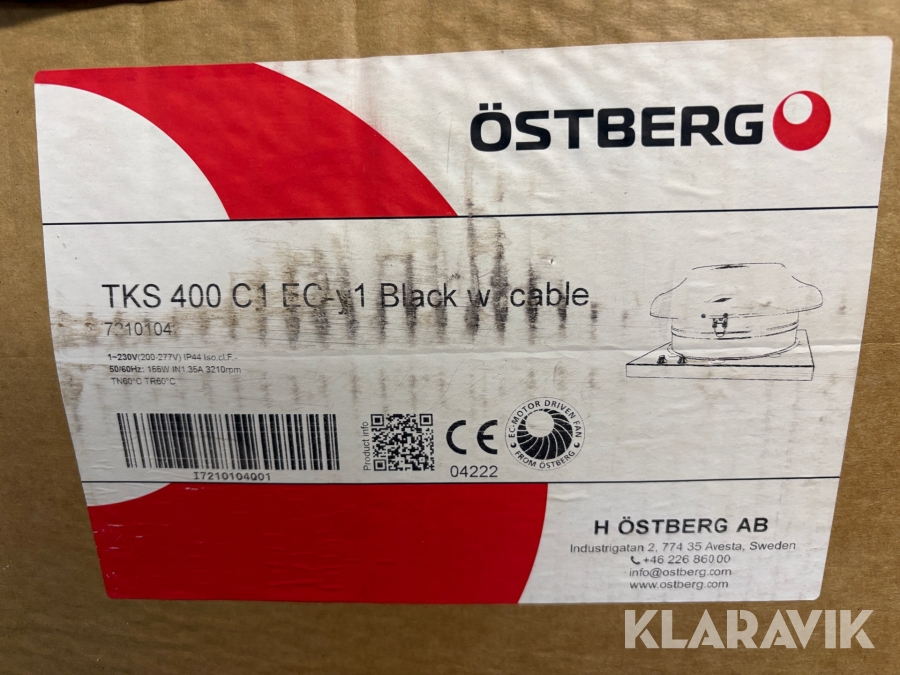 ÖSTBERG
TKS 400 C1 EC-v1 Black w cable
7210104
1~230V(200-277V) IP44 Iso.cl.F.
50/60Hz: 166W IN1.35A 3210rpm
TN60°C TR60°C
I7210104001
Product info
CE
04222
EC-MOTOR DRIVEN FAN
FROM ÖSTBERG
H ÖSTBERG AB
Industrigatan 2, 774 35 Avesta, Sweden
+46 226 860 00
info@ostberg.com
www.ostberg.com
KLARAVIK